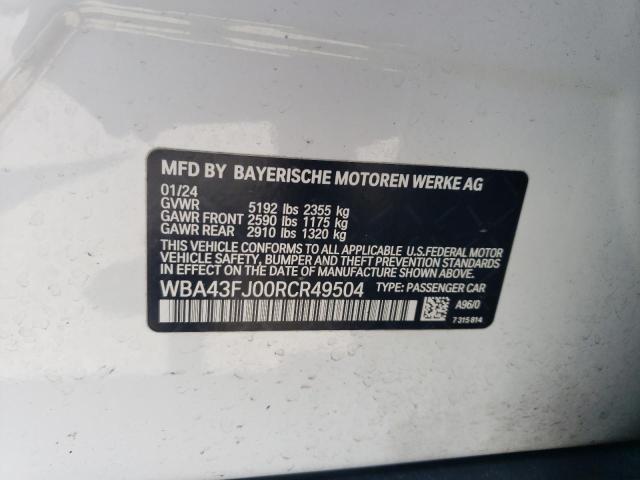 MFD BY BAYERISCHE MOTOREN WERKE AG
01/24
GVWR 5192 lbs 2355 kg
GAWR FRONT 2590 lbs 1175 kg
GAWR REAR 2910 lbs 1320 kg
THIS VEHICLE CONFORMS TO ALL APPLICABLE U.S.FEDERAL MOTOR
VEHICLE SAFETY, BUMPER AND THEFT PREVENTION STANDARDS
IN EFFECT ON THE DATE OF MANUFACTURE SHOWN ABOVE.
WBA43FJ00RCR49504 TYPE: PASSENGER CAR
A96/0
7 315 814